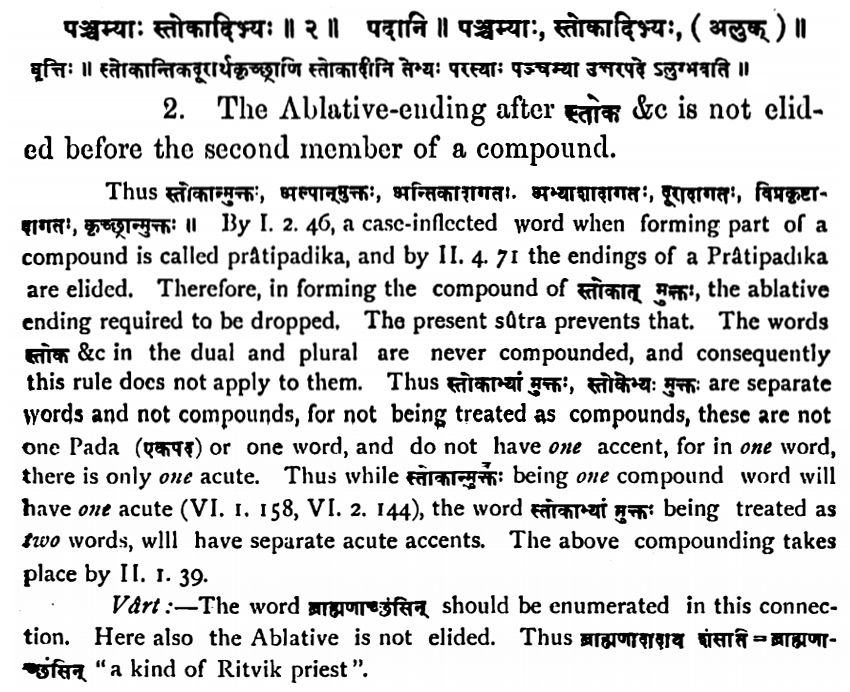 पञ्चम्याः स्तोकादिभ्यः ॥ २ ॥ पदानि ॥ पञ्चम्याः, स्तोकादिभ्यः, ( अलुक् ) ॥
वृत्तिः ॥ स्तोकान्तिकदूरार्थकृच्छ्राणि स्तोकादीनि तेभ्यः परस्याः पञ्चम्या उत्तरपदे ऽलुग्भवति ॥
2. The Ablative-ending after स्तोक &c is not elid-
ed before the second member of a compound.
Thus स्तोकान्मुक्तः, अल्पान्मुक्तः, अन्तिकादागतः. अभ्याशादागतः, दूरादागतः, विप्रकृष्टा-
दागतः, कृच्छ्रान्मुक्तः ॥ By I. 2. 46, a case-inflected word when forming part of a
compound is called prâtipadika, and by II. 4. 71 the endings of a Prâtipadika
are elided. Therefore, in forming the compound of स्तोकात् मुक्तः, the ablative
ending required to be dropped. The present sûtra prevents that. The words
स्तोक &c in the dual and plural are never compounded, and consequently
this rule does not apply to them. Thus स्तोकाभ्यां मुक्तः, स्तोकेभ्यः मुक्तः are separate
words and not compounds, for not being treated as compounds, these are not
one Pada (एकपद) or one word, and do not have one accent, for in one word,
there is only one acute. Thus while स्तोकान्मुक्तः being one compound word will
have one acute (VI. 1. 158, VI. 2. 144), the word स्तोकाभ्यां मुक्तः being treated as
two words, will have separate acute accents. The above compounding takes
place by II. 1. 39.
Vârt :—The word ब्राह्मणाच्छंसिन् should be enumerated in this connec-
tion. Here also the Ablative is not elided. Thus शंसति = ब्राह्मणा-
च्छंसिन् “a kind of Ritvik priest”.